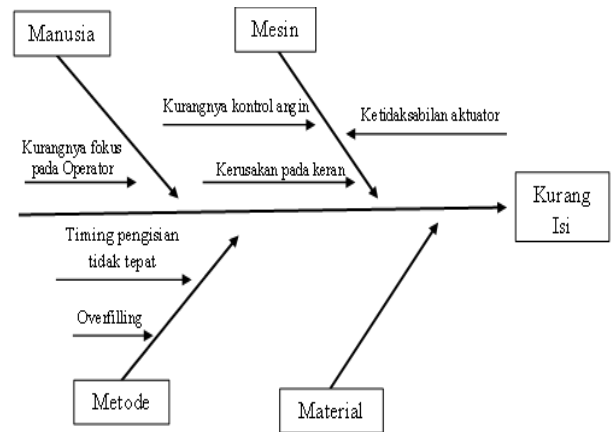 Manusia
Mesin
Kurangnya kontrol angin
Ketidaksabilan aktuator
Kurangnya fokus
pada Operator
Kerusakan pada keran
Kurang
Isi
Timing pengisian
tidak tepat
Overfilling
Metode
Material